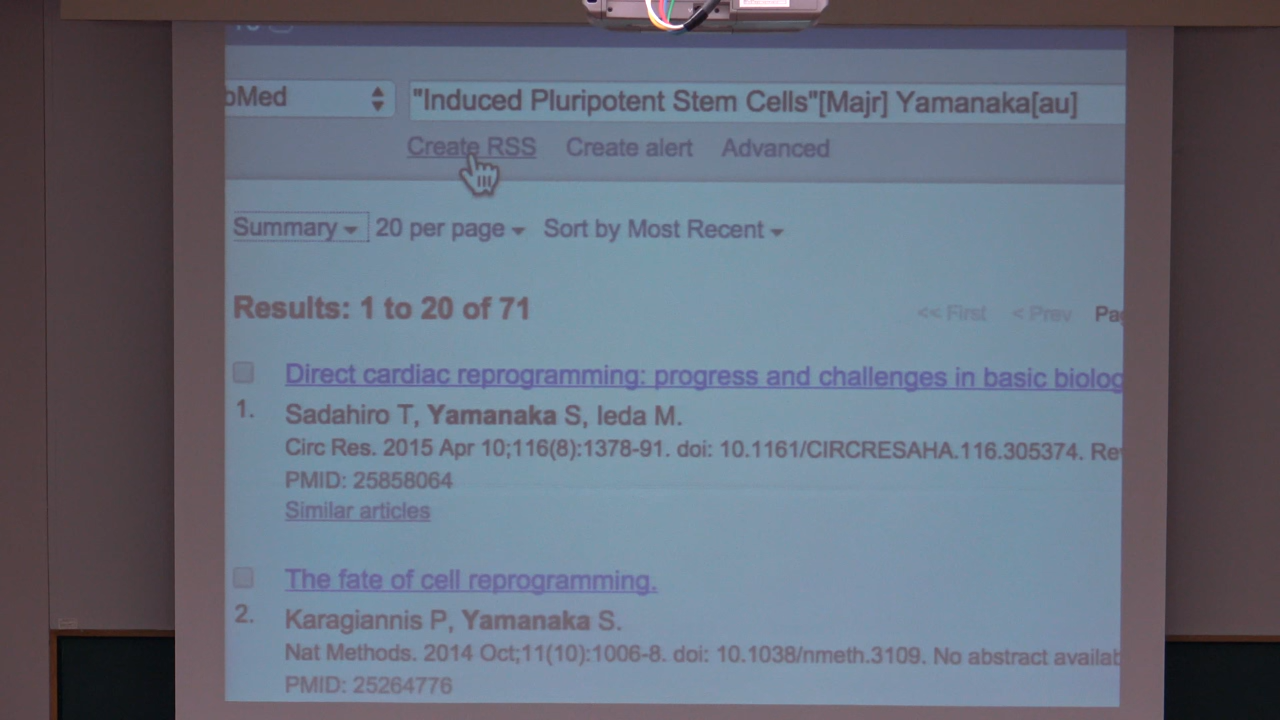 bMed
"Induced Pluripotent Stem Cells"[Majr] Yamanaka[au]
Create RSS Create alert Advanced
Summary 20 per page Sort by Most Recent
Results: 1 to 20 of 71
<< First < Prev Pag
Direct cardiac reprogramming: progress and challenges in basic biolog
1. Sadahiro T, Yamanaka S, Ieda M.
Circ Res. 2015 Apr 10;116(8):1378-91. doi: 10.1161/CIRCRESAHA.116.305374. Re
PMID: 25858064
Similar articles
The fate of cell reprogramming.
2. Karagiannis P, Yamanaka S.
Nat Methods. 2014 Oct;11(10):1006-8. doi: 10.1038/nmeth.3109. No abstract availab
PMID: 25264776